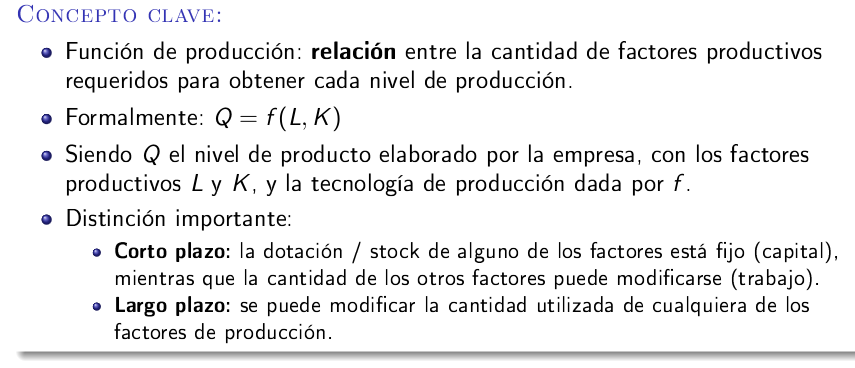 CONCEPTO CLAVE:
Función de producción: relación entre la cantidad de factores productivos
requeridos para obtener cada nivel de producción.
Formalmente: Q = f(L, K)
Siendo Q el nivel de producto elaborado por la empresa, con los factores
productivos L y K, y la tecnología de producción dada por f.
Distinción importante:
Corto plazo: la dotación / stock de alguno de los factores está fijo (capital),
mientras que la cantidad de los otros factores puede modificarse (trabajo).
Largo plazo: se puede modificar la cantidad utilizada de cualquiera de los
factores de producción.